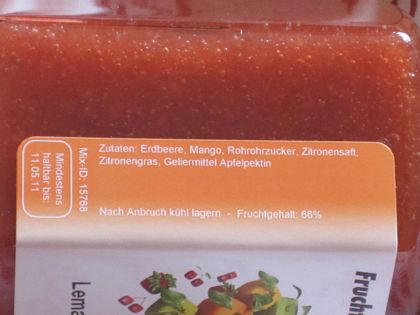 Zutaten: Erdbeere, Mango, Rohrohrzucker, Zitronensaft,
Zitronengras, Geliermittel Apfelpektin
Nach Anbruch kühl lagern - Fruchtgehalt: 66%
Mix-ID: 15768
Mindestens
haltbar bis:
11.05.11